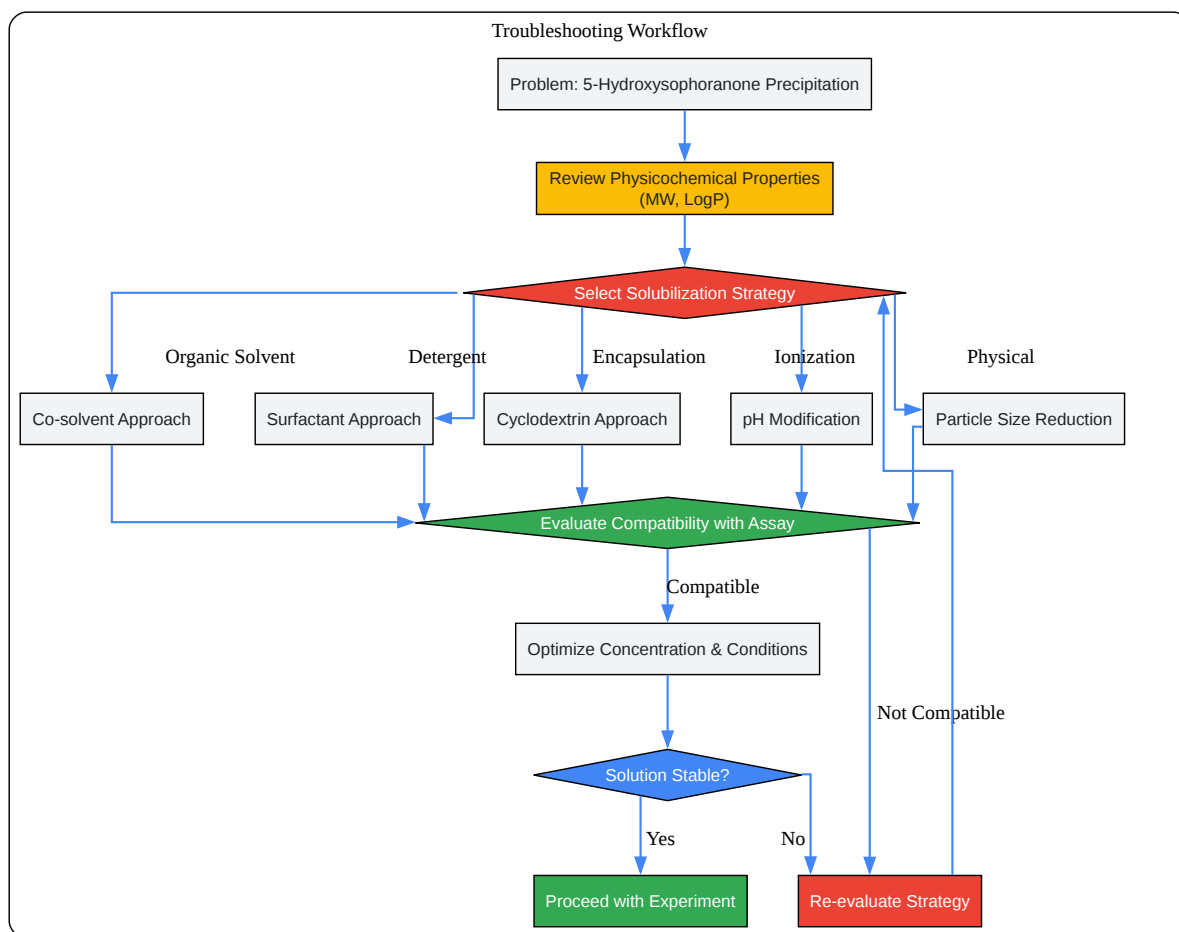 Troubleshooting Workflow
Problem: 5-Hydroxysophoranone Precipitation
Review Physicochemical Properties
(MW, LogP)
Select Solubilization Strategy
Organic Solvent
Detergent
Encapsulation
Ionization
Physical
Co-solvent Approach
Surfactant Approach
Cyclodextrin Approach
pH Modification
Particle Size Reduction
Evaluate Compatibility with Assay
Compatible
Optimize Concentration & Conditions
Not Compatible
Solution Stable?
Yes
No
Proceed with Experiment
Re-evaluate Strategy